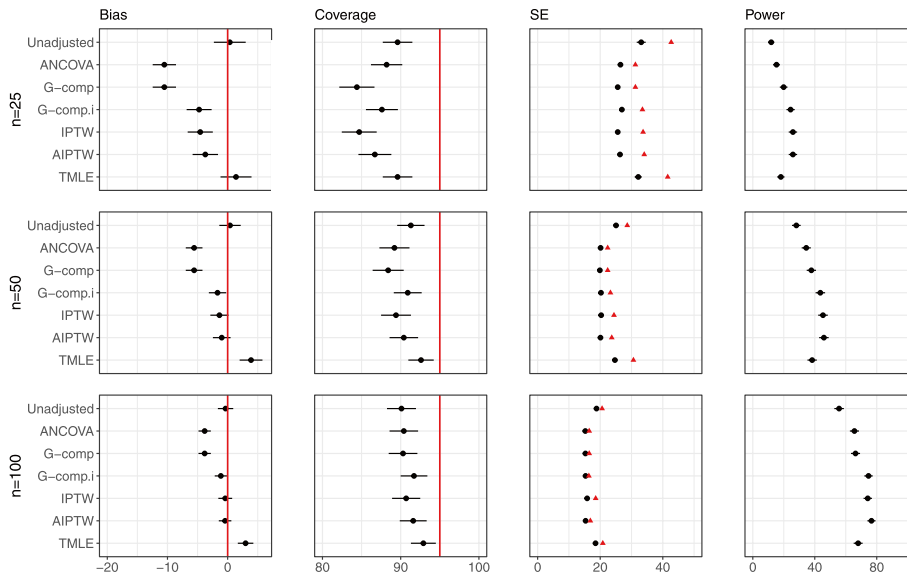 Bias Coverage SE Power
n=25
Unadjusted
ANCOVA
G−comp
G−comp.i
IPTW
AIPTW
TMLE
n=50
Unadjusted
ANCOVA
G−comp
G−comp.i
IPTW
AIPTW
TMLE
n=100
Unadjusted
ANCOVA
G−comp
G−comp.i
IPTW
AIPTW
TMLE
−20 −10 0 80 90 100 0 20 40 0 40 80